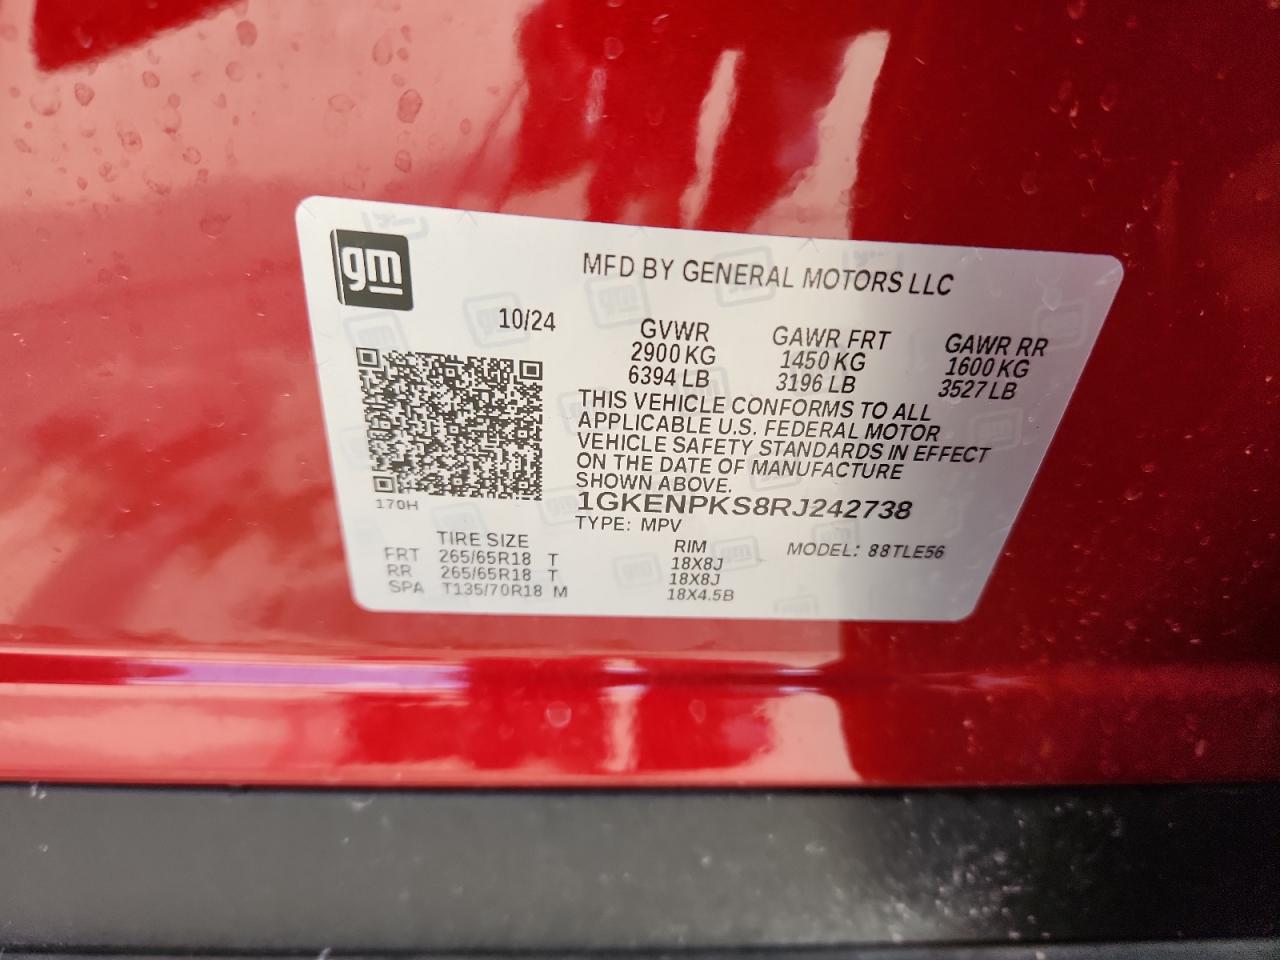 gm
MFD BY GENERAL MOTORS LLC
10/24
GVWR GAWR FRT GAWR RR
2900 KG 1450 KG 1600 KG
6394 LB 3196 LB 3527 LB
THIS VEHICLE CONFORMS TO ALL
APPLICABLE U.S. FEDERAL MOTOR
VEHICLE SAFETY STANDARDS IN EFFECT
ON THE DATE OF MANUFACTURE
SHOWN ABOVE.
1GKENPKS8RJ242738
170H
TYPE: MPV
TIRE SIZE RIM MODEL: 88TLE56
FRT 265/65R18 T 18X8J
RR 265/65R18 T 18X8J
SPA T135/70R18 M 18X4.5B